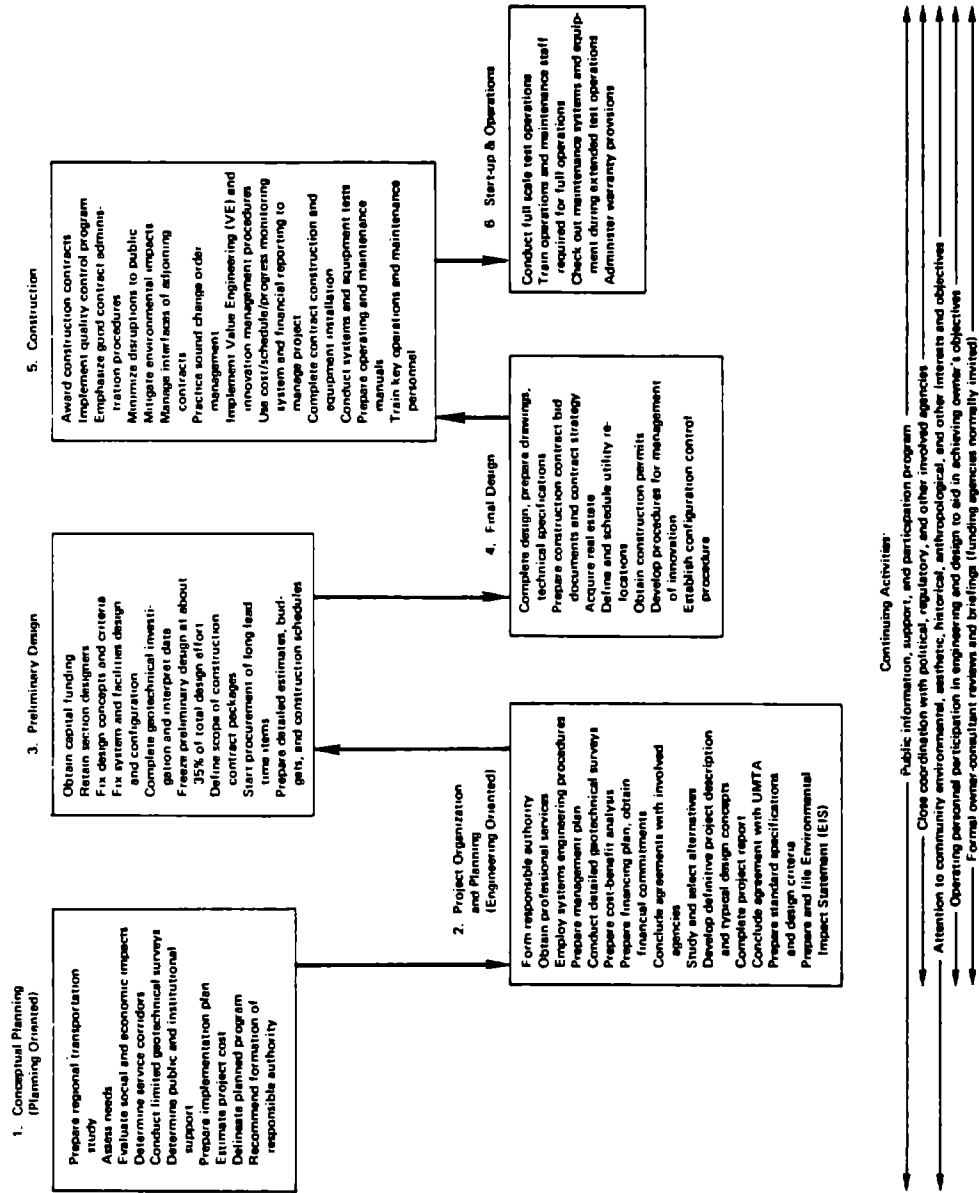 1. Conceptual Planning
(Planning Oriented)
Prepare regional transportation
study
Assess needs
Evaluate social and economic impacts
Determine service corridors
Conduct limited geotechnical surveys
Determine public and institutional
support
Prepare implementation plan
Estimate project cost
Delineate planned program
Recommend formation of
responsible authority
2. Project Organization
and Planning
(Engineering Oriented)
Form responsible authority
Obtain professional services
Employ systems engineering procedures
Prepare management plan
Conduct detailed geotechnical surveys
Prepare cost-benefit analysis
Prepare financing plan, obtain
financial commitments
Conclude agreements with involved
agencies
Study and select alternatives
Develop definitive project description
and typical design concepts
Complete project report
Conclude agreement with UMTA
Prepare standard specifications
and design criteria
Prepare and file Environmental
Impact Statement (EIS)
3. Preliminary Design
Obtain capital funding
Retain section designers
Fix design concepts and criteria
Fix system and facilities design
and configuration
Complete geotechnical investi-
gation and interpret data
Freeze preliminary design at about
35% of total design effort
Define scope of construction
contract packages
Start procurement of long lead
time items
Prepare detailed estimates, bud-
gets, and construction schedules
4. Final Design
Complete design, prepare drawings,
technical specifications
Prepare construction contract bid
documents and contract strategy
Acquire real estate
Define and schedule utility re-
locations
Obtain construction permits
Develop procedures for management
of innovation
Establish configuration control
procedure
5. Construction
Award construction contracts
Implement quality control program
Emphasize good contract adminis-
tration procedures
Minimize disruptions to public
Mitigate environmental impacts
Manage interfaces of adjoining
contracts
Practice sound change order
management
Implement Value Engineering (VE) and
innovation management procedures
Use cost/schedule/progress monitoring
system and financial reporting to
manage project
Complete contract construction and
equipment installation
Conduct systems and equipment tests
Prepare operating and maintenance
manuals
Train key operations and maintenance
personnel
6 Start-up & Operations
Conduct full scale test operations
Train operations and maintenance staff
required for full operations
Check out maintenance systems and equip-
ment during extended test operations
Administer warranty provisions
Continuing Activities:
Public information, support, and participation program
Close coordination with political, regulatory, and other involved agencies
Attention to community environmental, aesthetic, historical, anthropological, and other interests and objectives
Operating personnel participation in engineering and design to aid in achieving owner's objectives
Formal owner-consultant reviews and briefings (funding agencies normally invited)